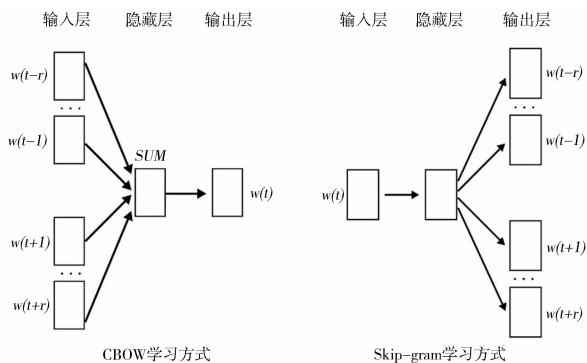 输入层 隐藏层 输出层
w(t−r)
···
w(t−1)
SUM
w(t)
w(t+1)
···
w(t+r)
CBOW学习方式
输入层 隐藏层 输出层
w(t−r)
···
w(t−1)
w(t)
w(t+1)
···
w(t+r)
Skip−gram学习方式